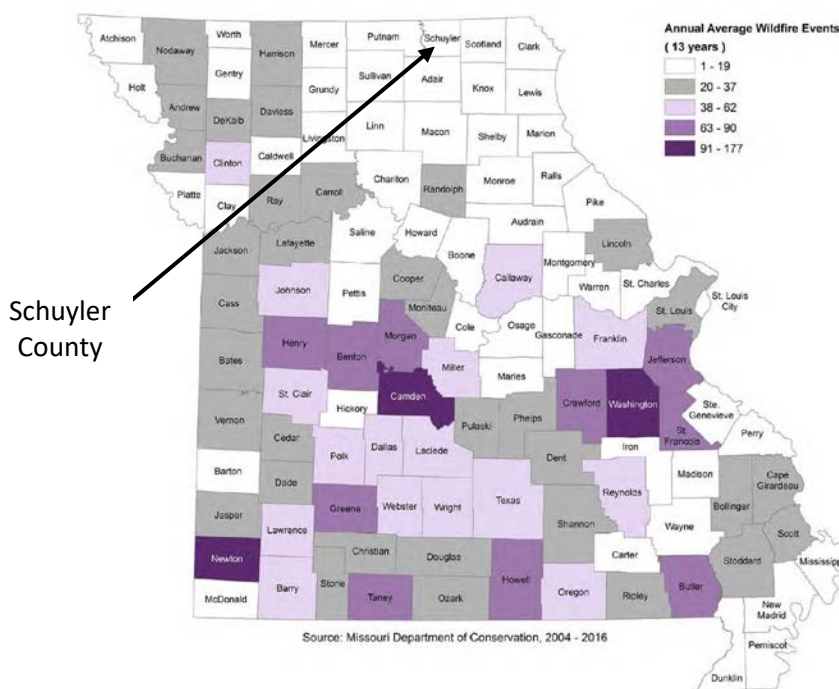 Annual Average Wildfire Events
( 13 years )
1 - 19
20 - 37
38 - 62
63 - 90
91 - 177
Schuyler
County
Atchison
Nodaway
Worth
Harrison
Mercer
Putnam
Schuyler
Scotland
Clark
Holt
Gentry
Sullivan
Adair
Knox
Lewis
Grundy
Andrew
DeKalb
Daviess
Livingston
Linn
Macon
Shelby
Marion
Buchanan
Clinton
Caldwell
Chariton
Randolph
Monroe
Ralls
Pike
Platte
Clay
Ray
Carroll
Audrain
Saline
Howard
Boone
Lincoln
Jackson
Lafayette
Callaway
Montgomery
Warren
St. Charles
St. Louis
City
St. Louis
Johnson
Pettis
Cooper
Moniteau
Cass
Cole
Osage
Gasconade
Franklin
Jefferson
Henry
Benton
Morgan
Miller
Maries
Bates
Camden
Crawford
Washington
Ste.
Genevieve
St. Clair
Hickory
Pulaski
Phelps
St.
Francois
Perry
Vernon
Cedar
Polk
Dallas
Laclede
Dent
Iron
Madison
Cape
Girardeau
Barton
Dade
Texas
Reynolds
Bollinger
Jasper
Greene
Webster
Wright
Shannon
Wayne
Scott
Lawrence
Carter
Stoddard
Mississippi
Newton
Christian
Douglas
McDonald
Barry
Stone
Taney
Ozark
Howell
Oregon
Ripley
Butler
New
Madrid
Pemiscot
Dunklin
Source: Missouri Department of Conservation, 2004 - 2016